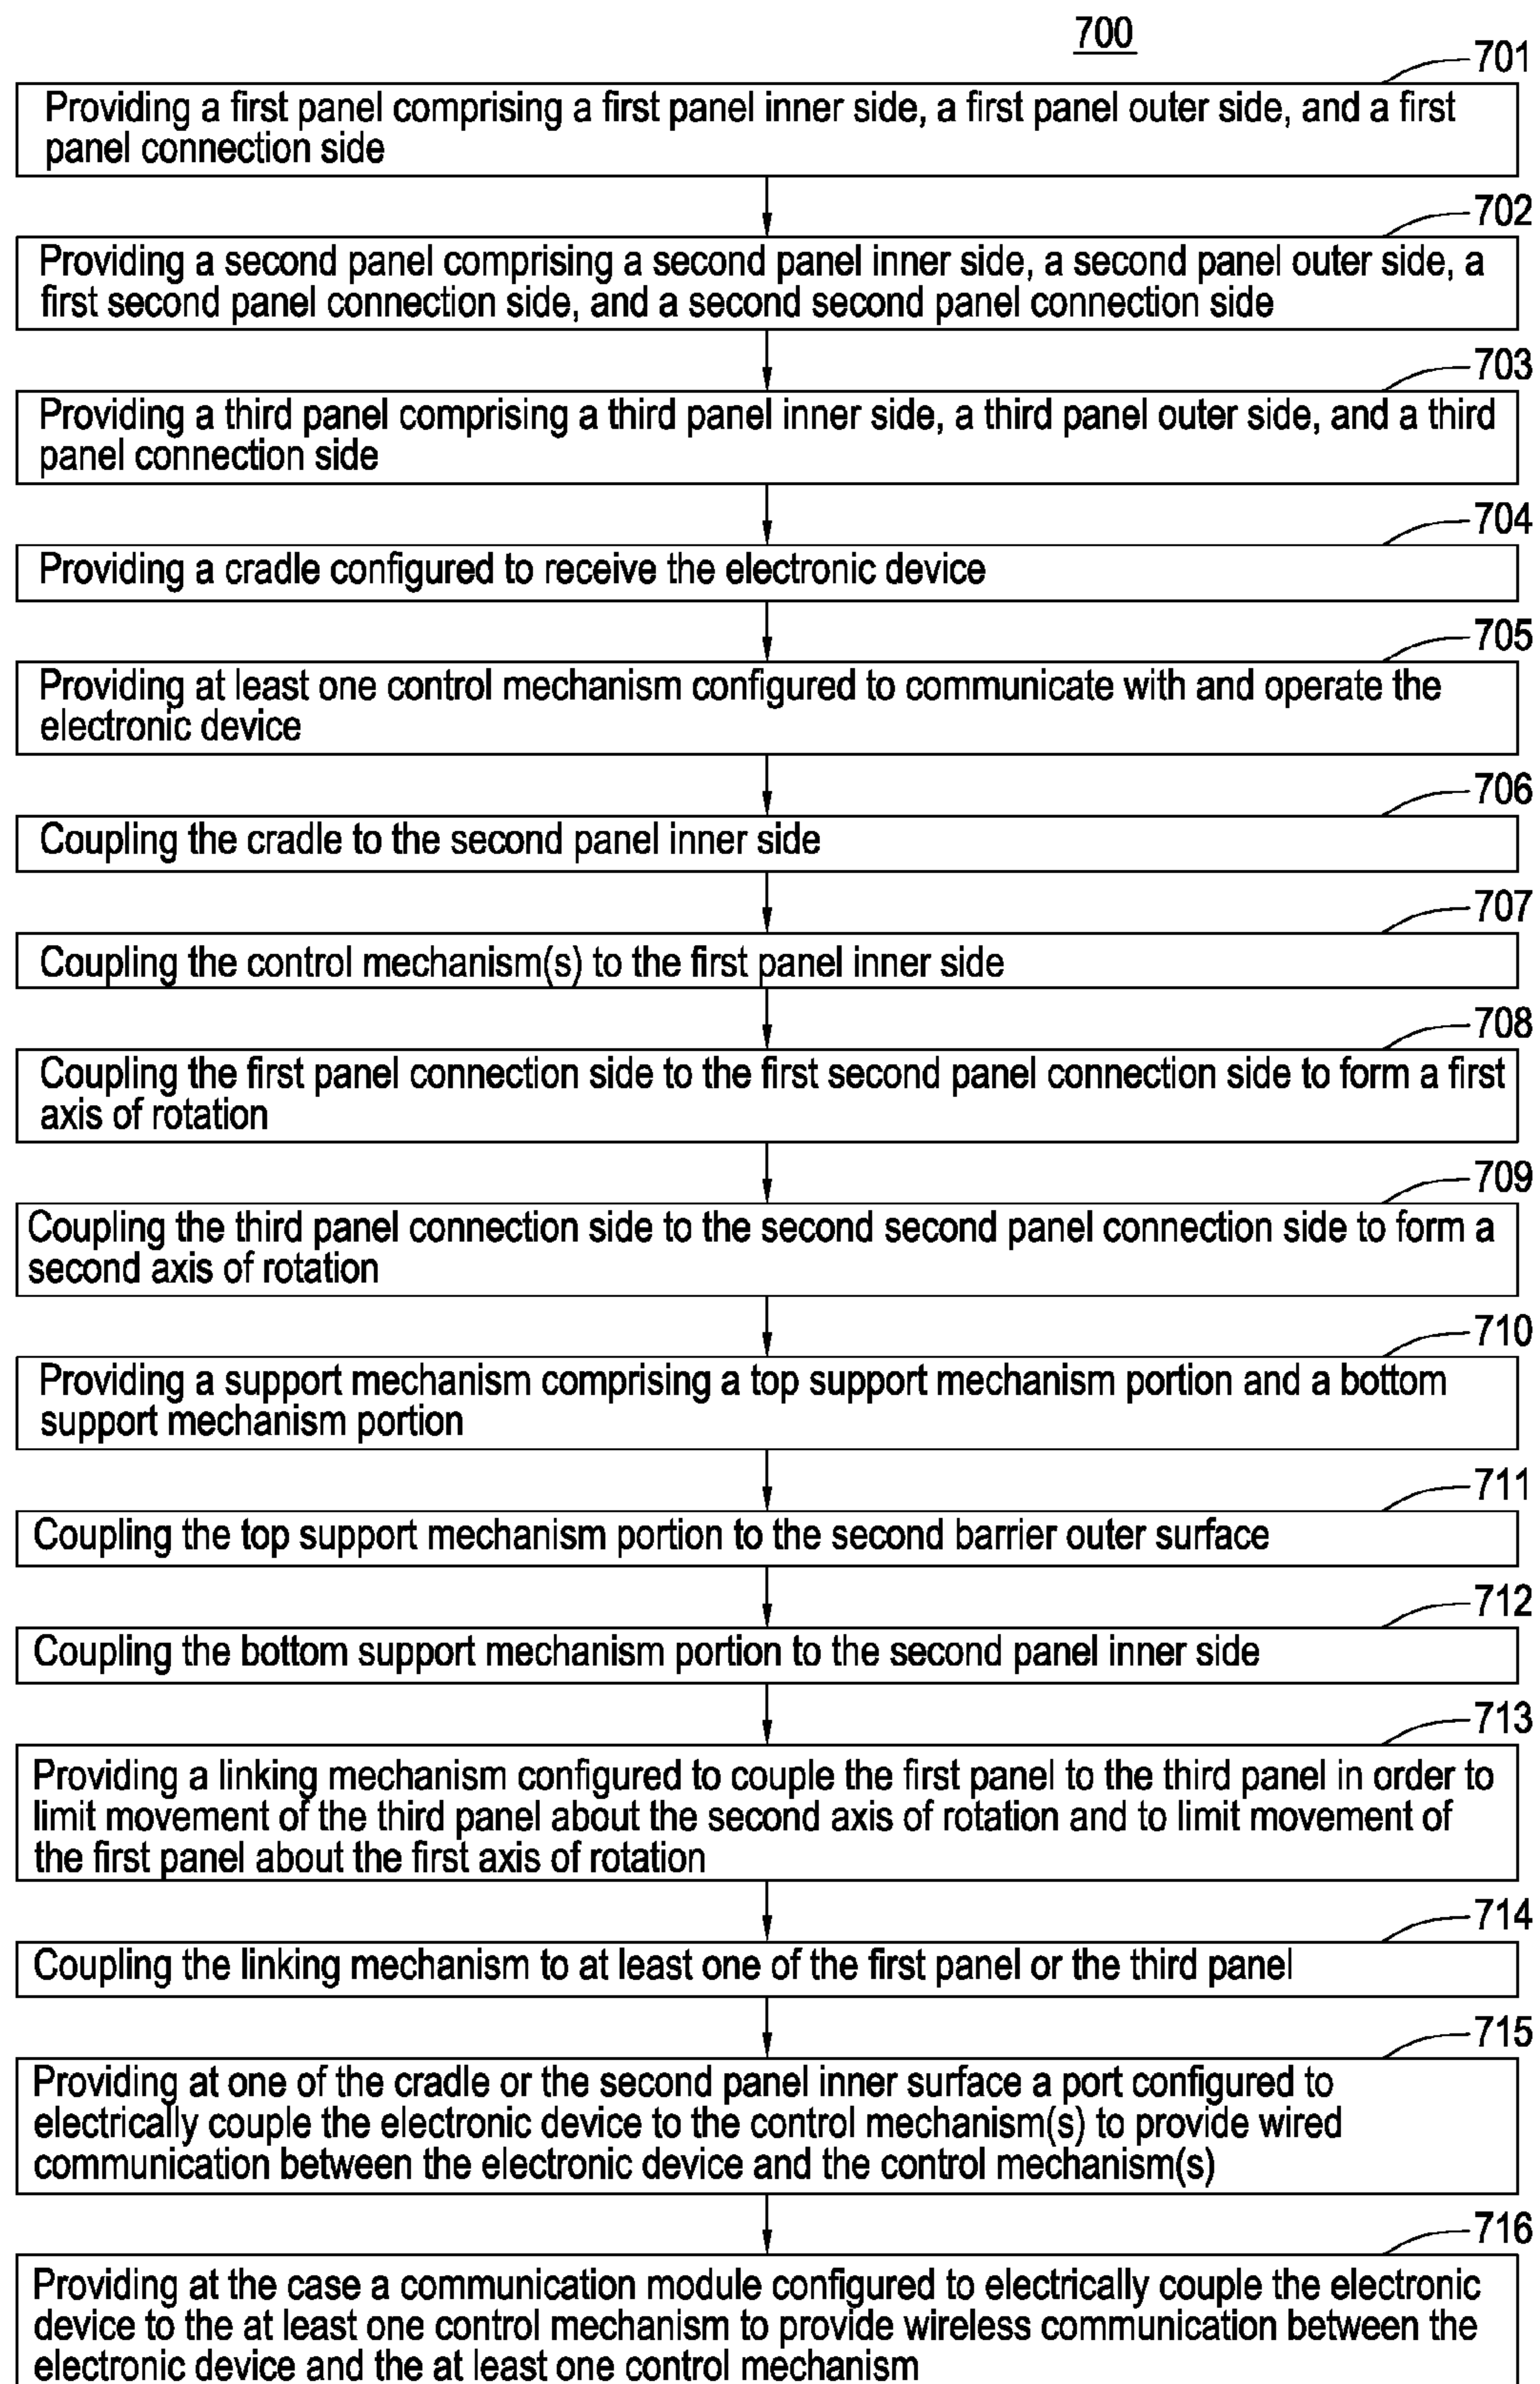 700
701
Providing a first panel comprising a first panel inner side, a first panel outer side, and a first
panel connection side
702
Providing a second panel comprising a second panel inner side, a second panel outer side, a
first second panel connection side, and a second second panel connection side
703
Providing a third panel comprising a third panel inner side, a third panel outer side, and a third
panel connection side
704
Providing a cradle configured to receive the electronic device
705
Providing at least one control mechanism configured to communicate with and operate the
electronic device
706
Coupling the cradle to the second panel inner side
707
Coupling the control mechanism(s) to the first panel inner side
708
Coupling the first panel connection side to the first second panel connection side to form a first
axis of rotation
709
Coupling the third panel connection side to the second second panel connection side to form a
second axis of rotation
710
Providing a support mechanism comprising a top support mechanism portion and a bottom
support mechanism portion
711
Coupling the top support mechanism portion to the second barrier outer surface
712
Coupling the bottom support mechanism portion to the second panel inner side
713
Providing a linking mechanism configured to couple the first panel to the third panel in order to
limit movement of the third panel about the second axis of rotation and to limit movement of
the first panel about the first axis of rotation
714
Coupling the linking mechanism to at least one of the first panel or the third panel
715
Providing at one of the cradle or the second panel inner surface a port configured to
electrically couple the electronic device to the control mechanism(s) to provide wired
communication between the electronic device and the control mechanism(s)
716
Providing at the case a communication module configured to electrically couple the electronic
device to the at least one control mechanism to provide wireless communication between the
electronic device and the at least one control mechanism